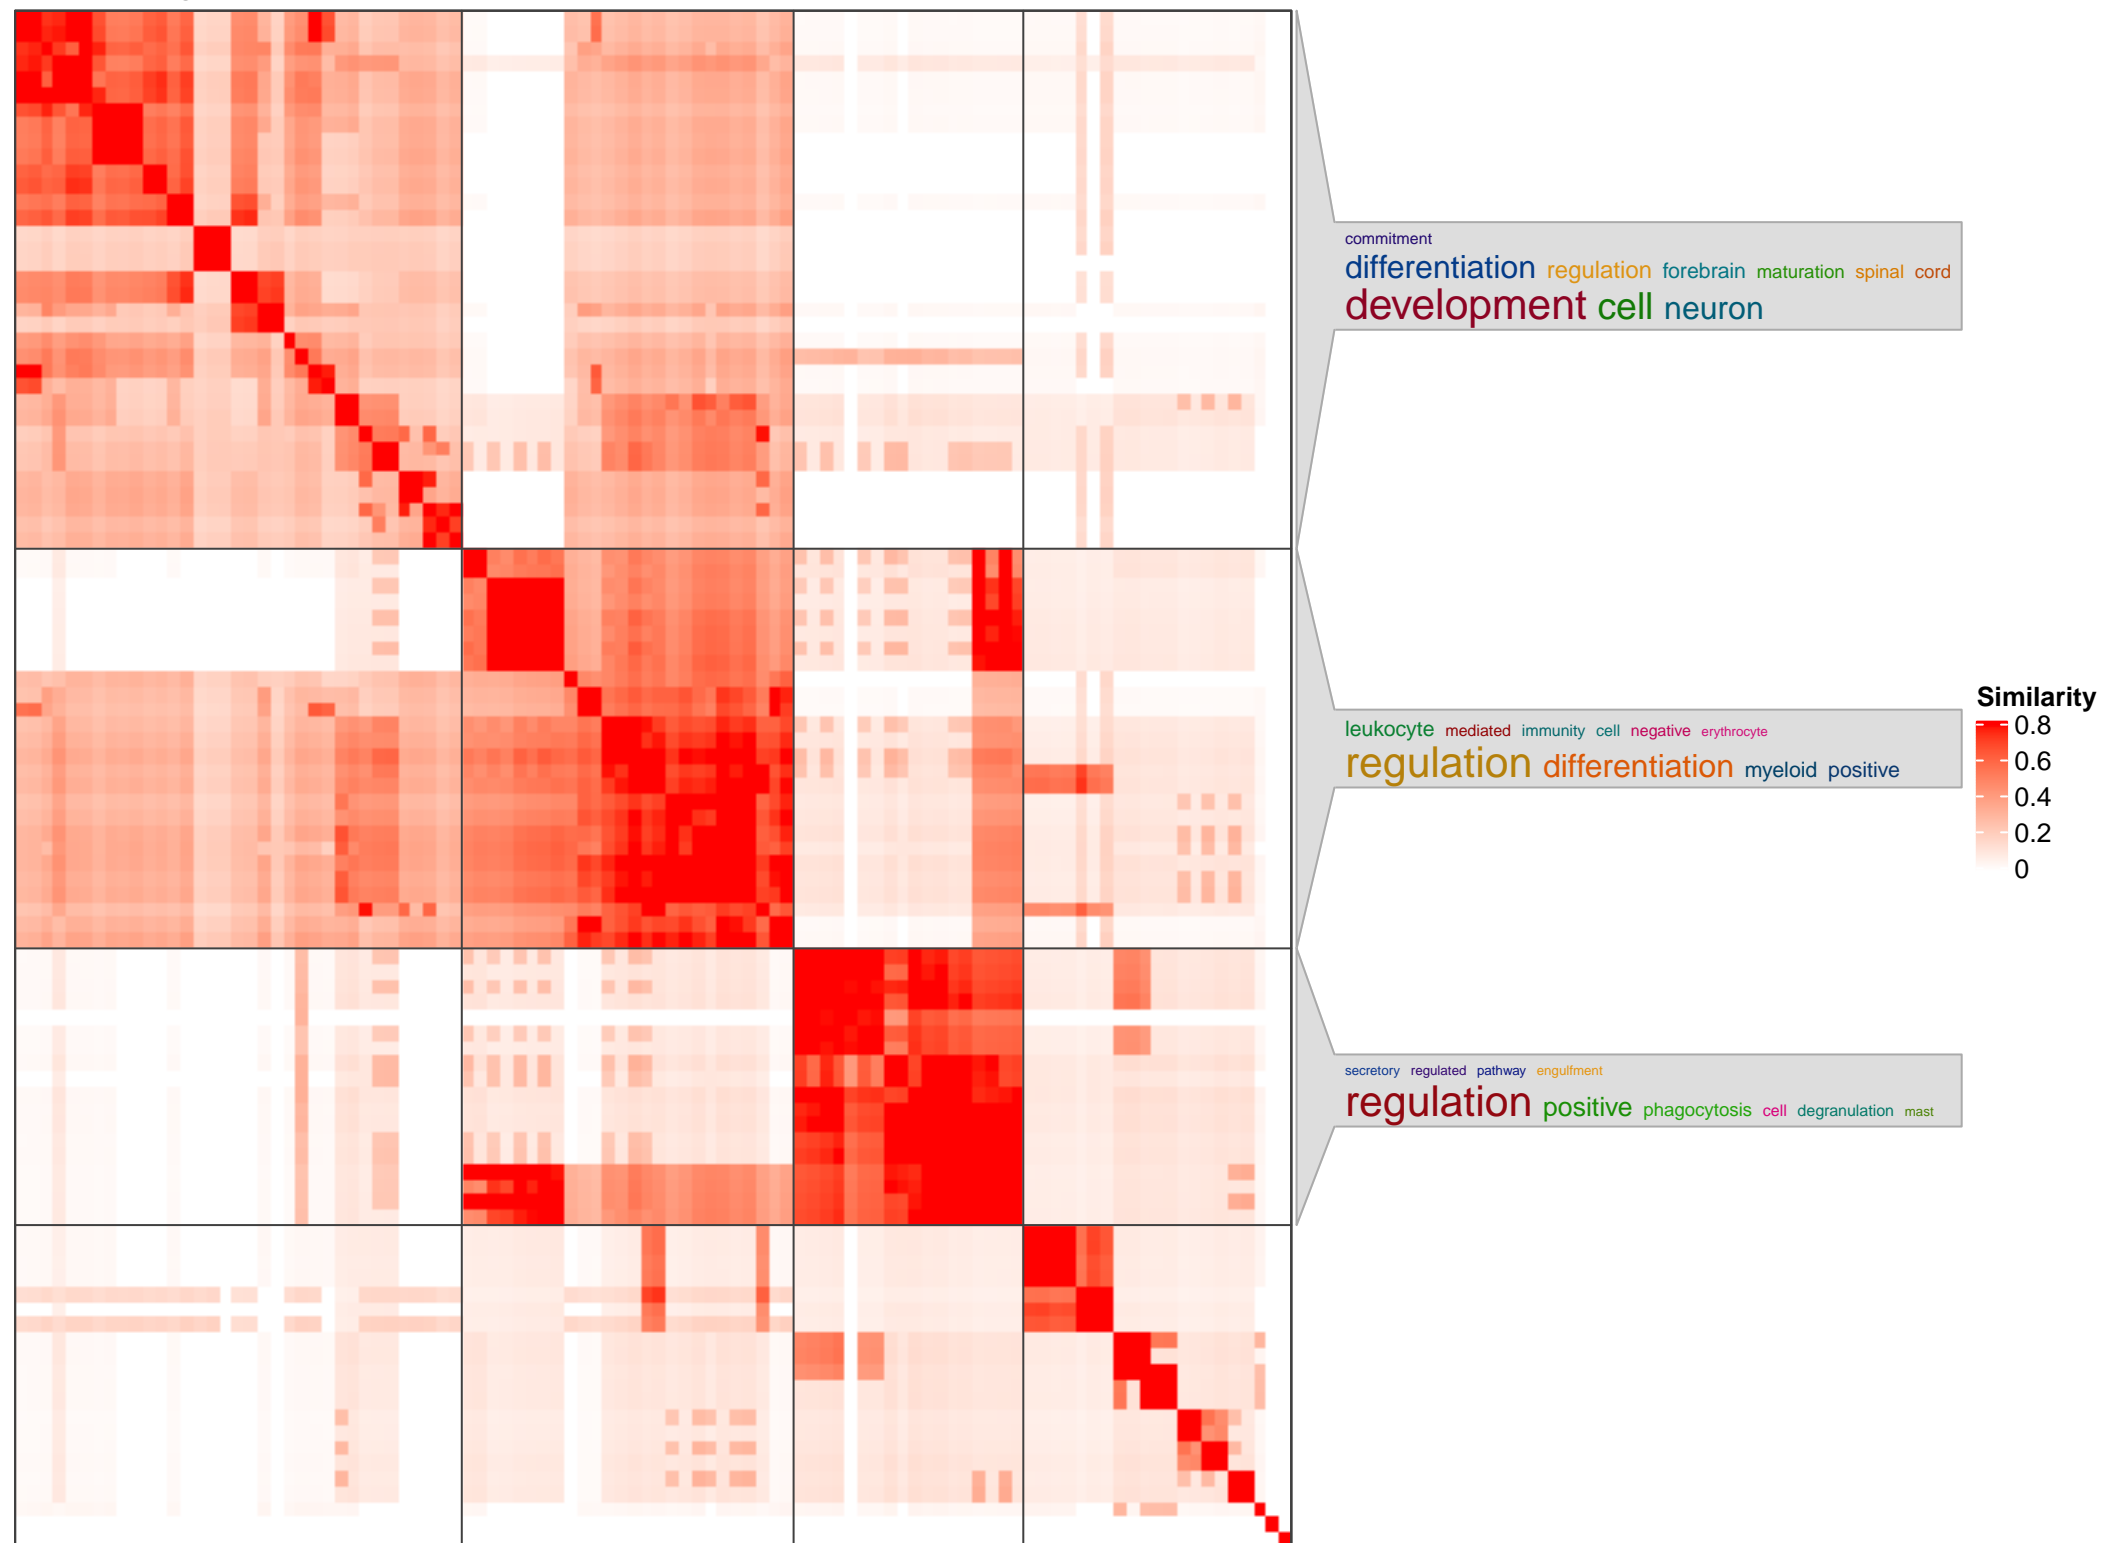 commitment
differentiation regulation forebrain maturation spinal cord
development cell neuron
leukocyte mediated immunity cell negative erythrocyte
regulation differentiation myeloid positive
secretory regulated pathway engulfment
regulation positive phagocytosis cell degranulation mast
Similarity
0.8
0.6
0.4
0.2
0